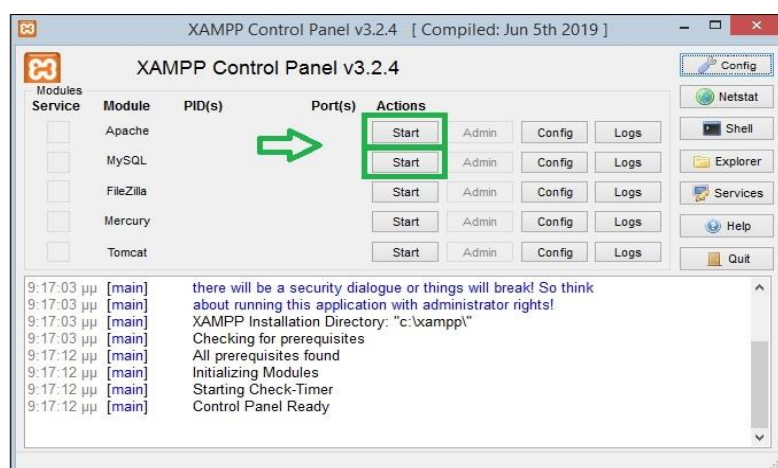 XAMPP Control Panel v3.2.4 [ Compiled: Jun 5th 2019 ]
XAMPP Control Panel v3.2.4
Config
Modules
Service Module PID(s) Port(s) Actions
Netstat
Apache Start Admin Config Logs
Shell
MySQL Start Admin Config Logs
Explorer
FileZilla Start Admin Config Logs
Services
Mercury Start Admin Config Logs
Help
Tomcat Start Admin Config Logs
Quit
9:17:03 μμ [main] there will be a security dialogue or things will break! So think
9:17:03 μμ [main] about running this application with administrator rights!
9:17:03 μμ [main] XAMPP Installation Directory: "c:\xampp\"
9:17:03 μμ [main] Checking for prerequisites
9:17:12 μμ [main] All prerequisites found
9:17:12 μμ [main] Initializing Modules
9:17:12 μμ [main] Starting Check-Timer
9:17:12 μμ [main] Control Panel Ready